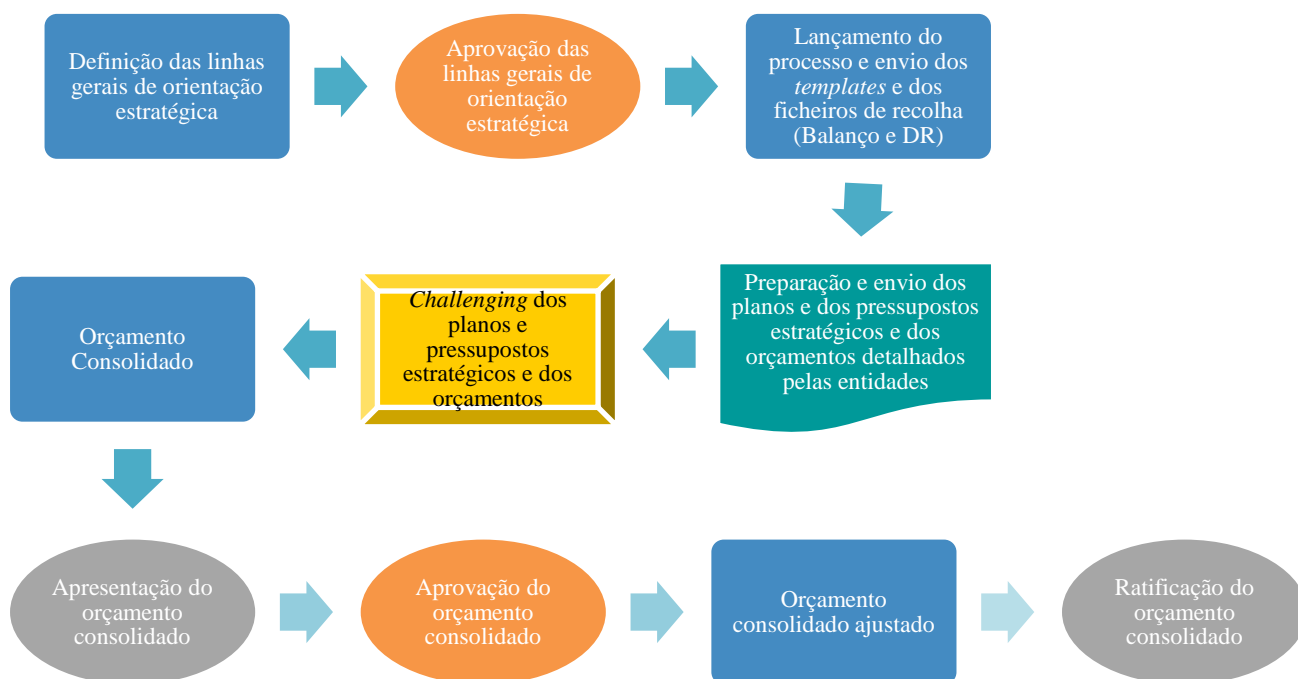 Definição das linhas
gerais de orientação
estratégica
Aprovação das
linhas gerais de
orientação
estratégica
Lançamento do
processo e envio dos
templates e dos
ficheiros de recolha
(Balanço e DR)
Preparação e envio dos
planos e dos pressupostos
estratégicos e dos
orçamentos detalhados
pelas entidades
Challenging dos
planos e
pressupostos
estratégicos e dos
orçamentos
Orçamento
Consolidado
Apresentação do
orçamento
consolidado
Aprovação do
orçamento
consolidado
Orçamento
consolidado ajustado
Ratificação do
orçamento
consolidado